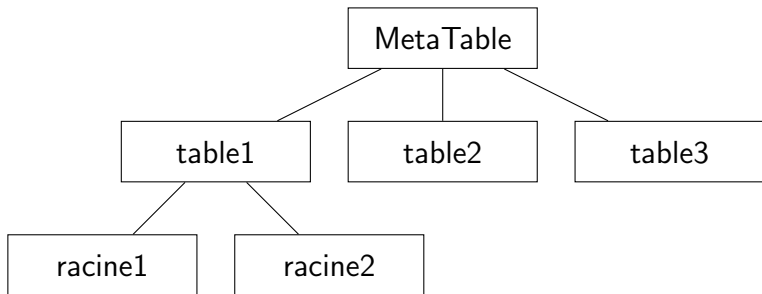 MetaTable
table1
table2
table3
racine1
racine2